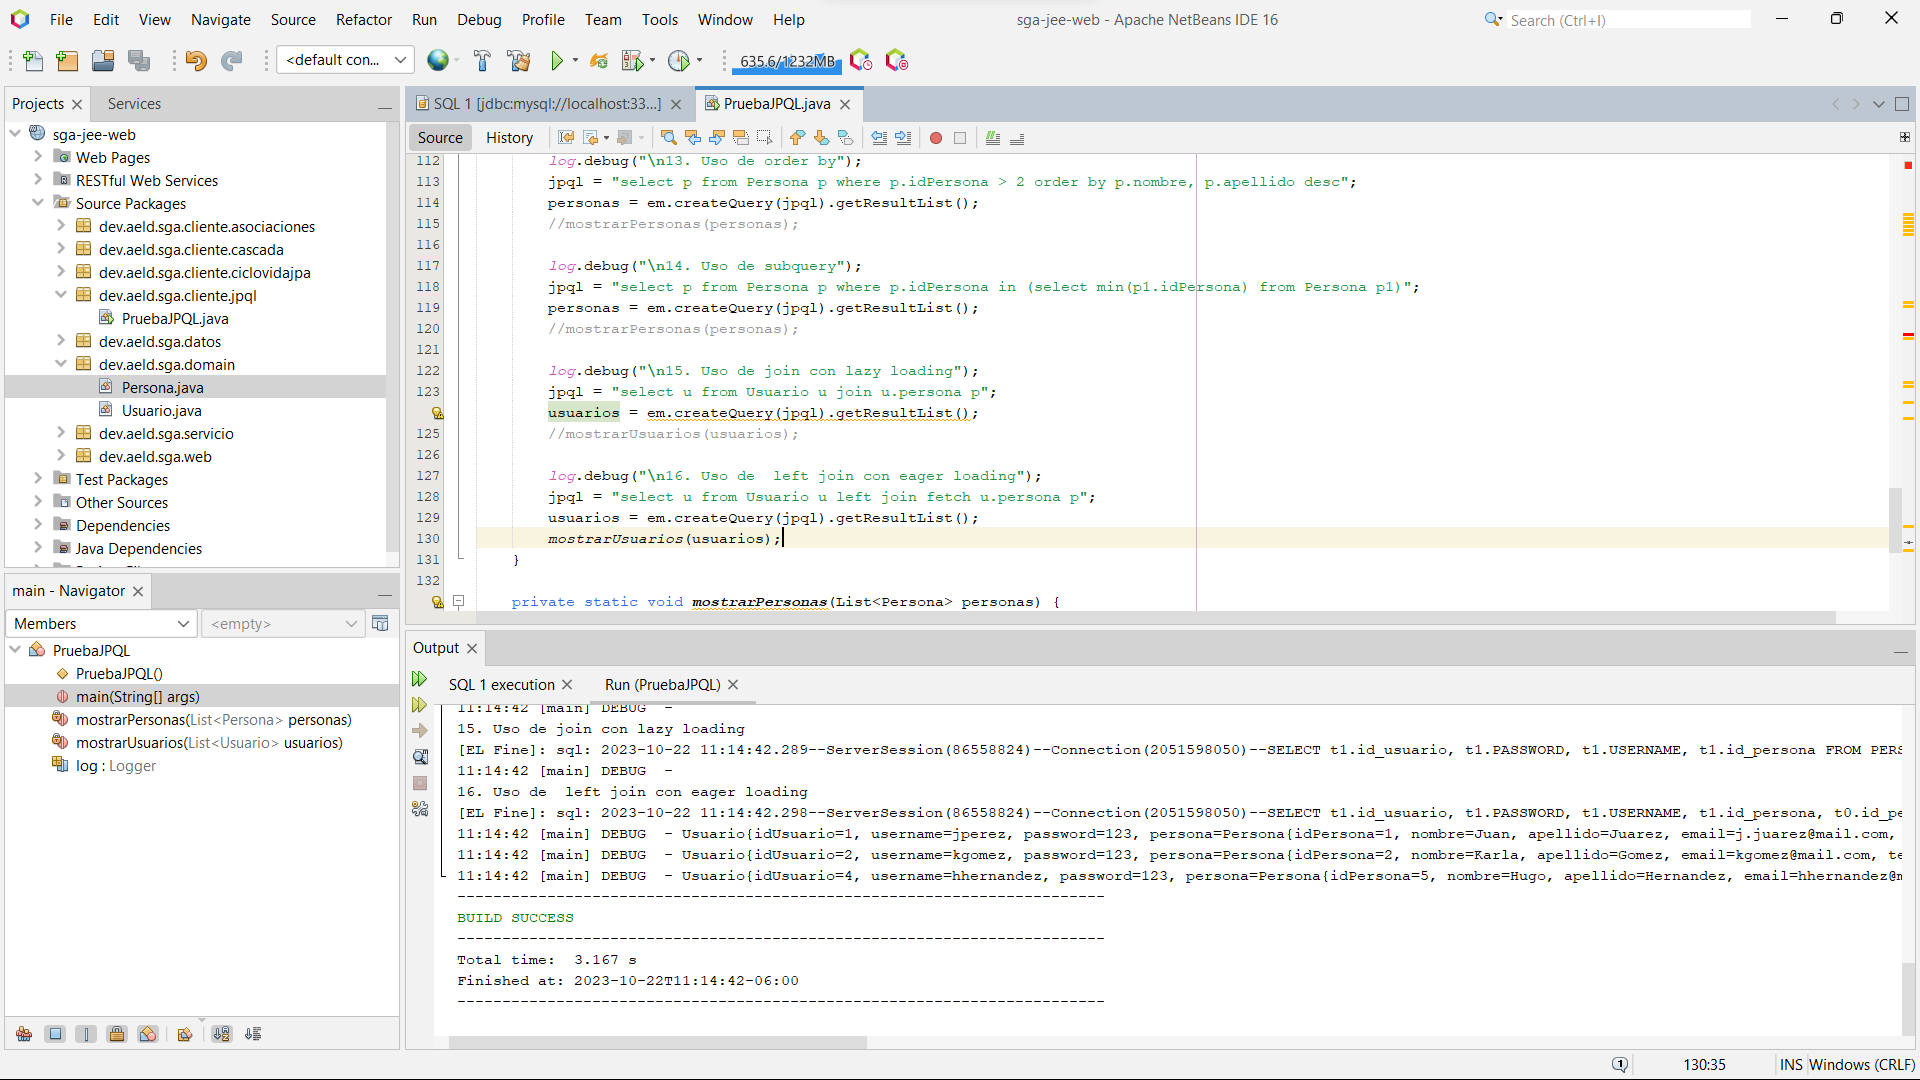 File Edit View Navigate Source Refactor Run Debug Profile Team Tools Window Help
sga-jee-web - Apache NetBeans IDE 16
Search (Ctrl+I)
<default con...
635.6/1232MB
Projects
Services
sga-jee-web
Web Pages
RESTful Web Services
Source Packages
dev.aeld.sga.cliente.asociaciones
dev.aeld.sga.cliente.cascada
dev.aeld.sga.cliente.ciclovidajpa
dev.aeld.sga.cliente.jpql
PruebaJPQL.java
dev.aeld.sga.datos
dev.aeld.sga.domain
Persona.java
Usuario.java
dev.aeld.sga.servicio
dev.aeld.sga.web
Test Packages
Other Sources
Dependencies
Java Dependencies
main - Navigator
Members
<empty>
PruebaJPQL
PruebaJPQL()
main(String[] args)
mostrarPersonas(List<Persona> personas)
mostrarUsuarios(List<Usuario> usuarios)
log : Logger
SQL 1 [jdbc:mysql://localhost:33...]
PruebaJPQL.java
Source History
112 log.debug("\n13. Uso de order by");
113 jpql = "select p from Persona p where p.idPersona > 2 order by p.nombre, p.apellido desc";
114 personas = em.createQuery(jpql).getResultList();
115 //mostrarPersonas(personas);
116
117 log.debug("\n14. Uso de subquery");
118 jpql = "select p from Persona p where p.idPersona in (select min(p1.idPersona) from Persona p1)";
119 personas = em.createQuery(jpql).getResultList();
120 //mostrarPersonas(personas);
121
122 log.debug("\n15. Uso de join con lazy loading");
123 jpql = "select u from Usuario u join u.persona p";
usuarios = em.createQuery(jpql).getResultList();
125 //mostrarUsuarios(usuarios);
126
127 log.debug("\n16. Uso de  left join con eager loading");
128 jpql = "select u from Usuario u left join fetch u.persona p";
129 usuarios = em.createQuery(jpql).getResultList();
130 mostrarUsuarios(usuarios);
131 }
132
private static void mostrarPersonas(List<Persona> personas) {
Output
SQL 1 execution
Run (PruebaJPQL)
11:14:42 [main] DEBUG  -
15. Uso de join con lazy loading
[EL Fine]: sql: 2023-10-22 11:14:42.289--ServerSession(86558824)--Connection(2051598050)--SELECT t1.id_usuario, t1.PASSWORD, t1.USERNAME, t1.id_persona FROM PERS
11:14:42 [main] DEBUG  -
16. Uso de  left join con eager loading
[EL Fine]: sql: 2023-10-22 11:14:42.298--ServerSession(86558824)--Connection(2051598050)--SELECT t1.id_usuario, t1.PASSWORD, t1.USERNAME, t1.id_persona, t0.id_pe
11:14:42 [main] DEBUG  - Usuario{idUsuario=1, username=jperez, password=123, persona=Persona{idPersona=1, nombre=Juan, apellido=Juarez, email=j.juarez@mail.com,
11:14:42 [main] DEBUG  - Usuario{idUsuario=2, username=kgomez, password=123, persona=Persona{idPersona=2, nombre=Karla, apellido=Gomez, email=kgomez@mail.com, te
11:14:42 [main] DEBUG  - Usuario{idUsuario=4, username=hhernandez, password=123, persona=Persona{idPersona=5, nombre=Hugo, apellido=Hernandez, email=hhernandez@m
------------------------------------------------------------------------
BUILD SUCCESS
------------------------------------------------------------------------
Total time:  3.167 s
Finished at: 2023-10-22T11:14:42-06:00
------------------------------------------------------------------------
1
130:35
INS Windows (CRLF)